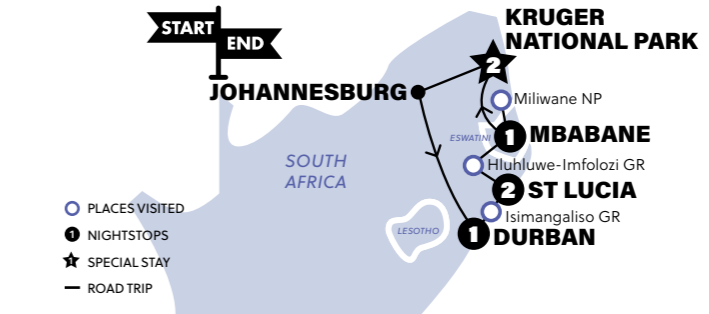 START
END
KRUGER
NATIONAL PARK
2
JOHANNESBURG
Miliwane NP
ESWATINI
1 MBABANE
Hluhluwe-Imfolozi GR
SOUTH
AFRICA
2 ST LUCIA
Isimangaliso GR
LESOTHO
1 DURBAN
PLACES VISITED
1 NIGHTSTOPS
1 SPECIAL STAY
ROAD TRIP